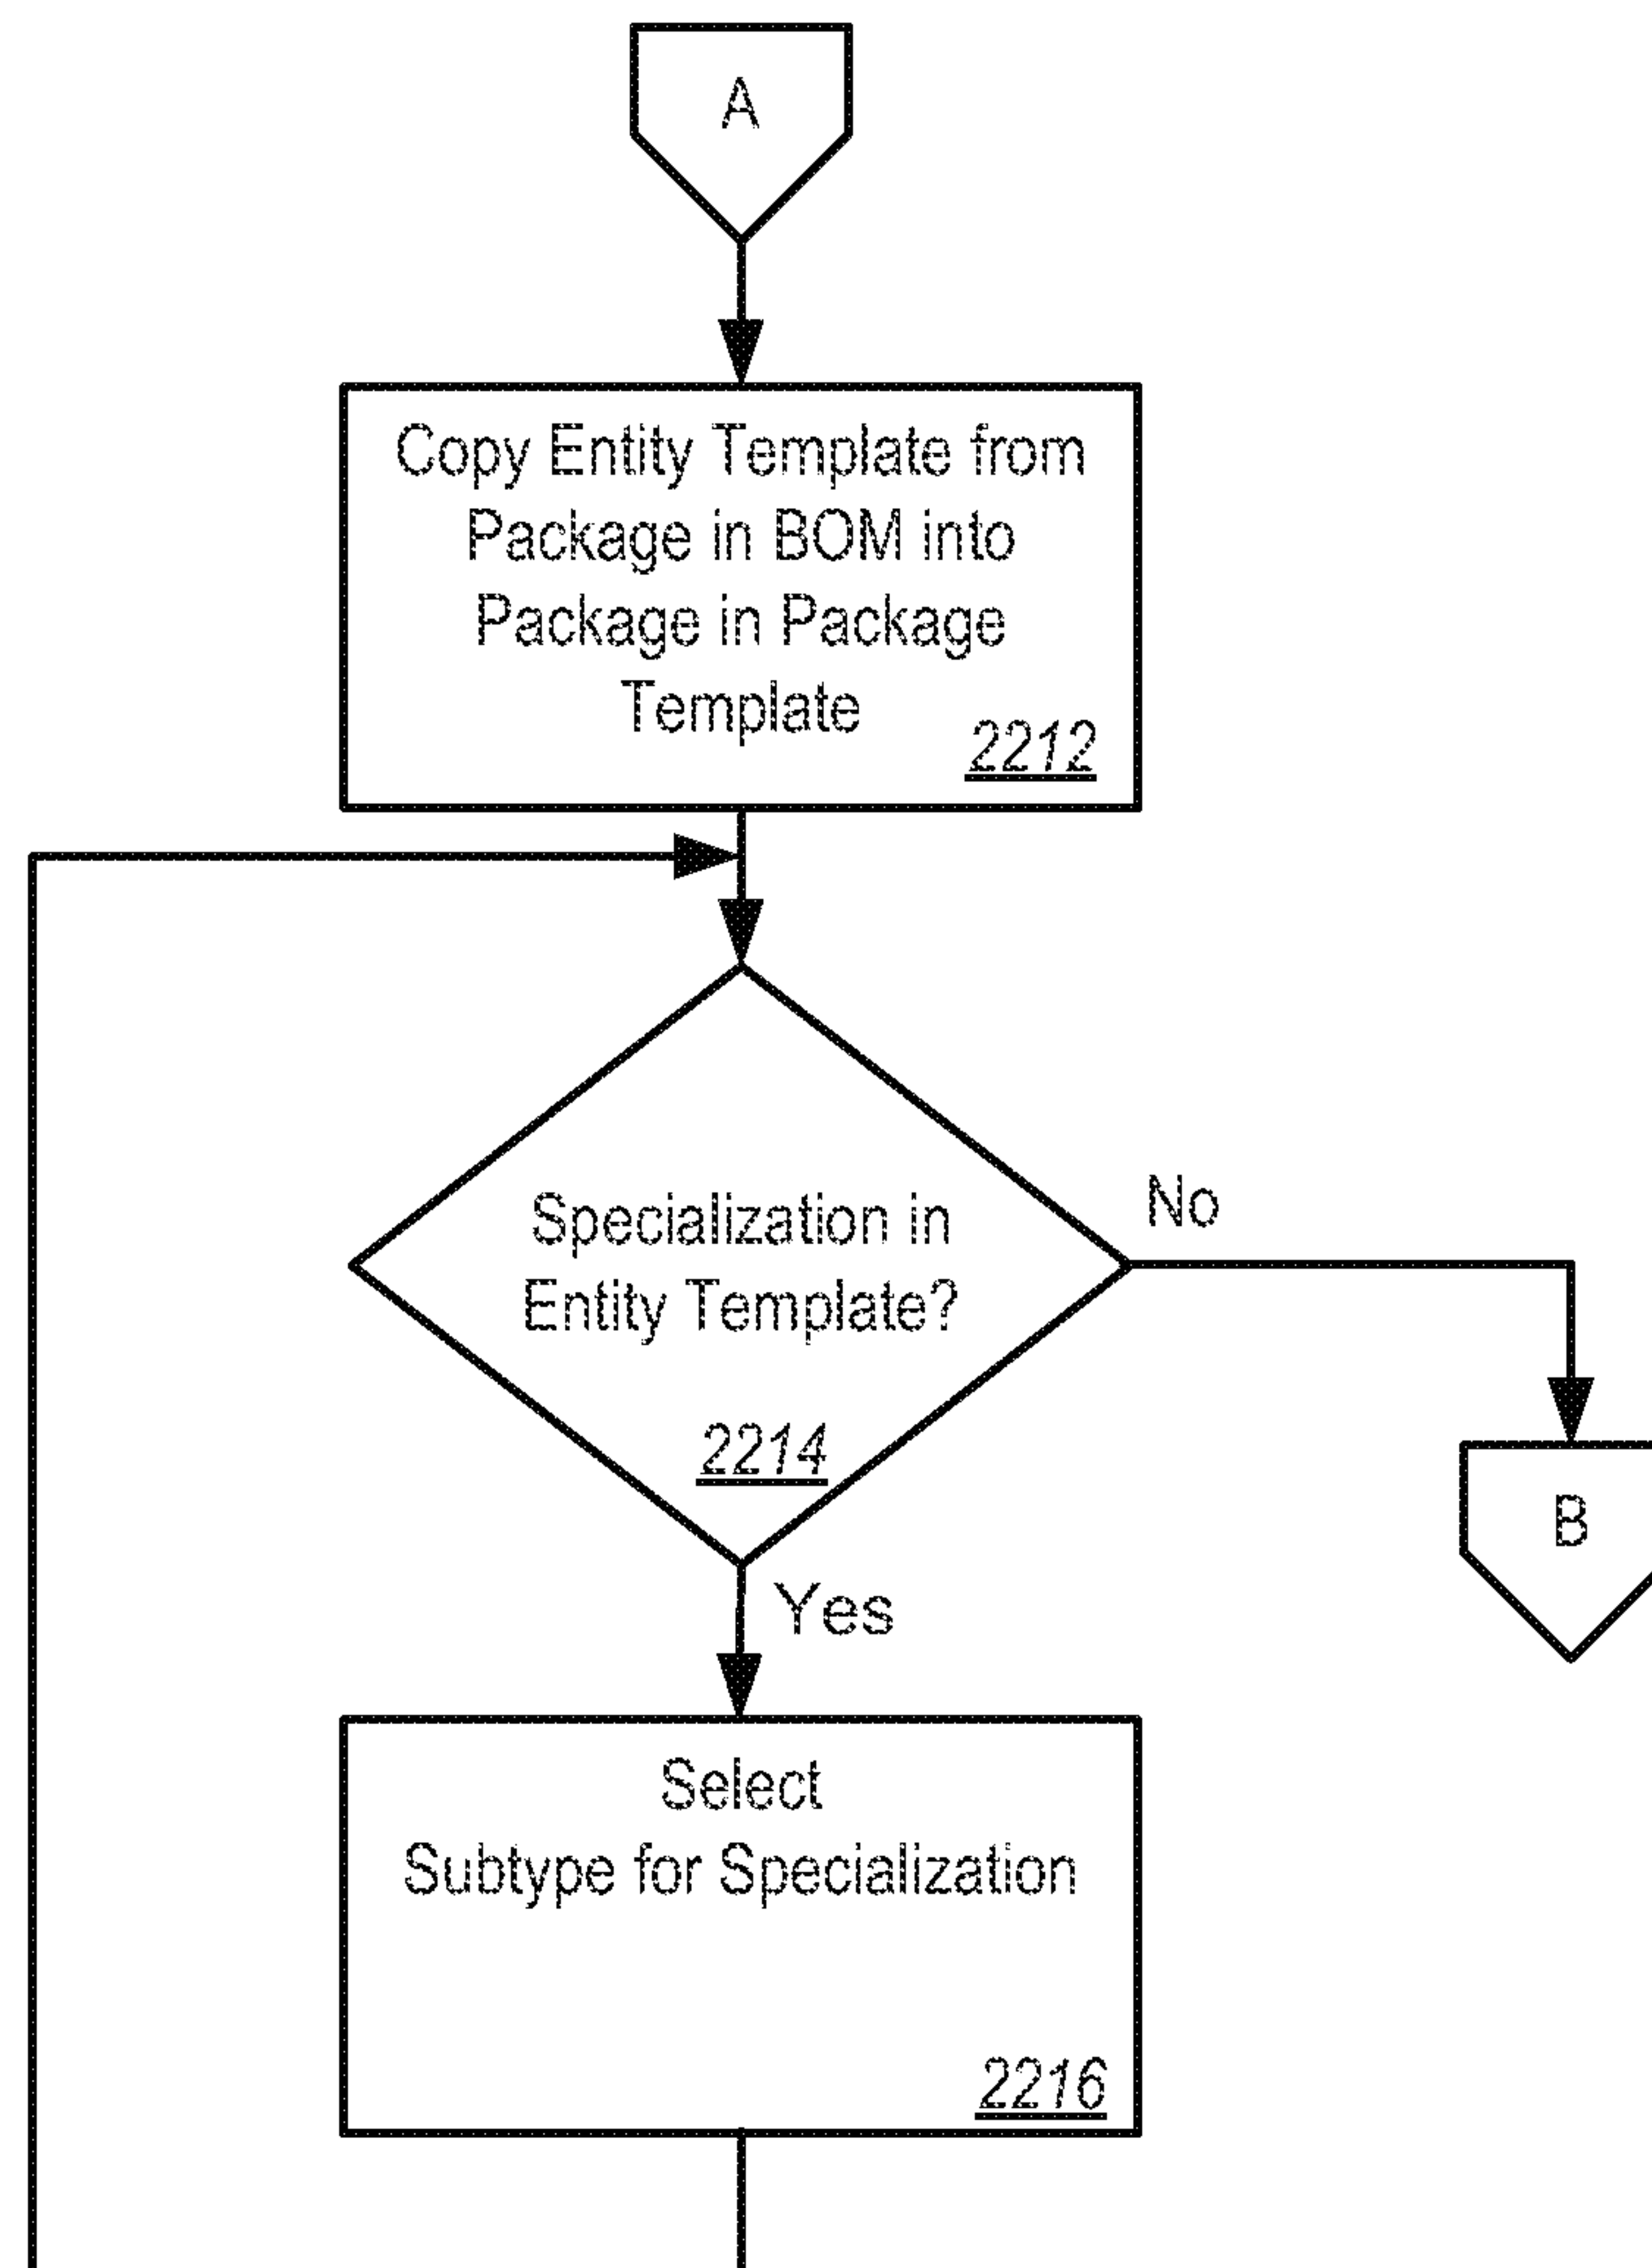 A
Copy Entity Template from
Package in BOM into
Package in Package
Template
2212
Specialization in
Entity Template?
2214
No
B
Yes
Select
Subtype for Specialization
2216